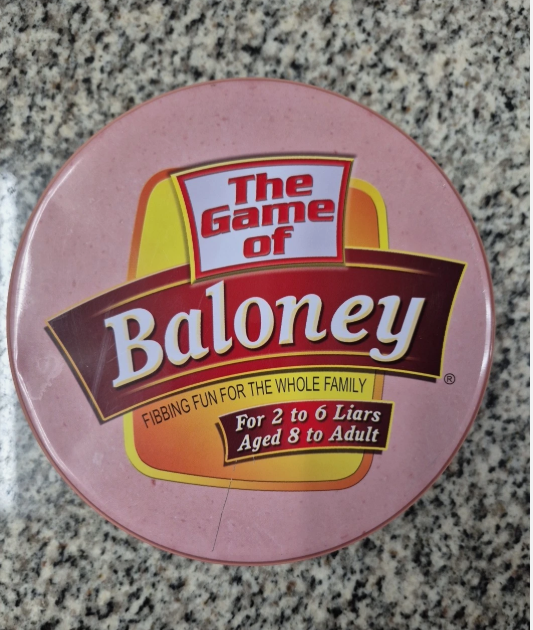 The
Game
of
Baloney
®
FIBBING FUN FOR THE WHOLE FAMILY
For 2 to 6 Liars
Aged 8 to Adult